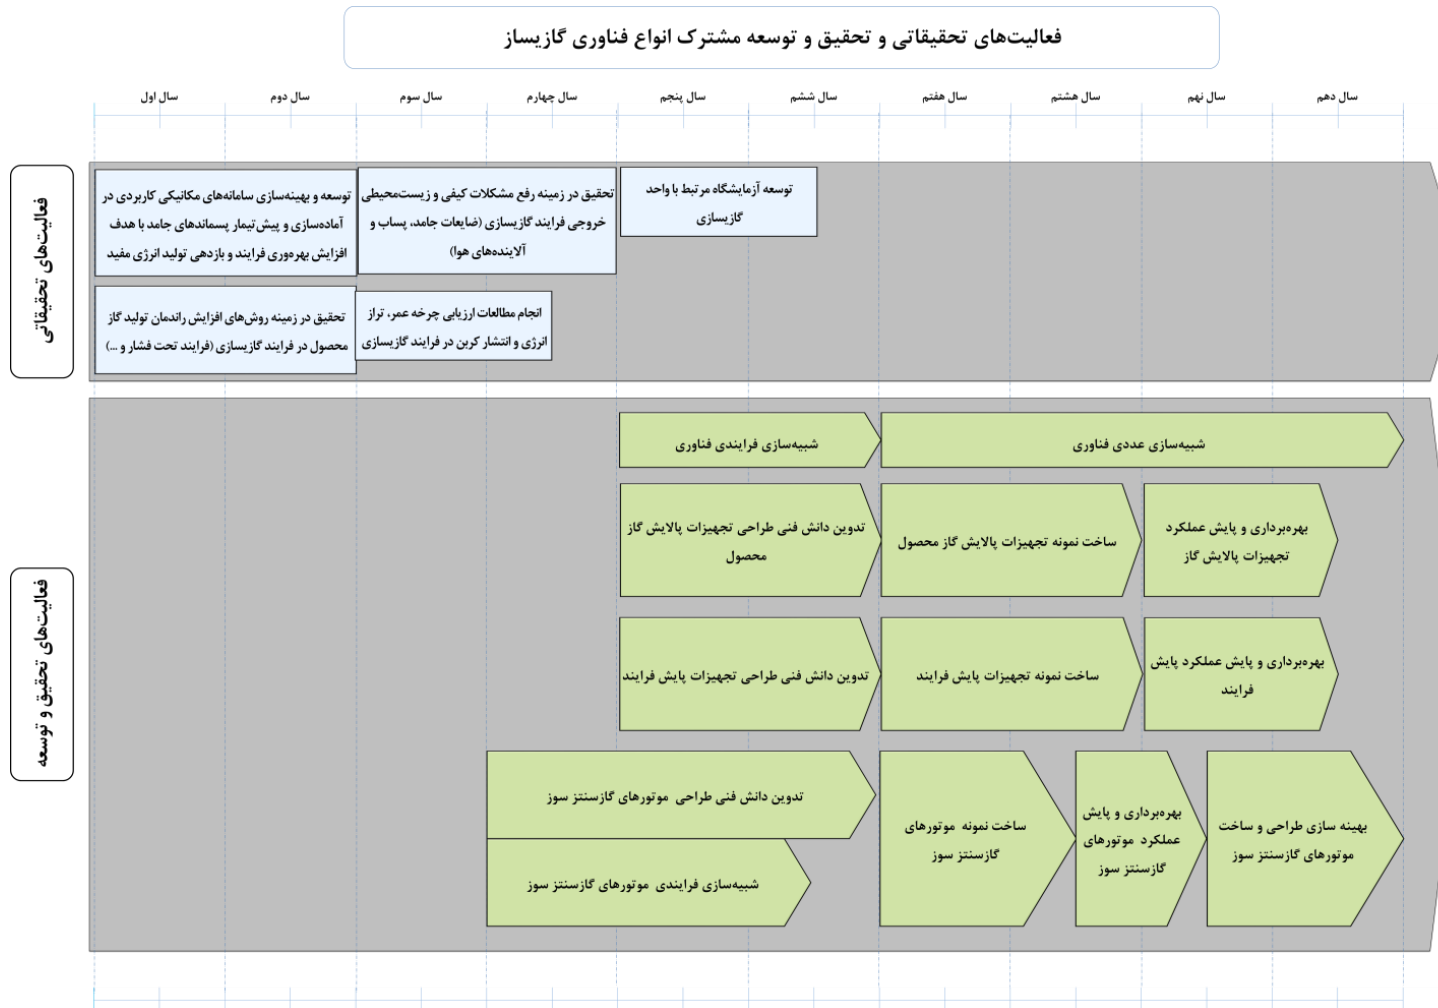 فعالیت‌های تحقیقاتی و تحقیق و توسعه مشترک انواع فناوری گازیساز
سال اول
سال دوم
سال سوم
سال چهارم
سال پنجم
سال ششم
سال هفتم
سال هشتم
سال نهم
سال دهم
فعالیت‌های تحقیقاتی
توسعه و بهینه‌سازی سامانه‌های مکانیکی کاربردی در
آماده‌سازی و پیش‌تیمار پسماندهای جامد با هدف
افزایش بهره‌وری فرایند و بازدهی تولید انرژی مفید
تحقیق در زمینه رفع مشکلات کیفی و زیست‌محیطی
خروجی فرایند گازیسازی (ضایعات جامد، پساب و
آلاینده‌های هوا)
توسعه آزمایشگاه مرتبط با واحد
گازیسازی
تحقیق در زمینه روش‌های افزایش راندمان تولید گاز
محصول در فرایند گازیسازی (فرایند تحت فشار و ...)
انجام مطالعات ارزیابی چرخه عمر، تراز
انرژی و انتشار کربن در فرایند گازیسازی
فعالیت‌های تحقیق و توسعه
شبیه‌سازی فرایندی فناوری
شبیه‌سازی عددی فناوری
تدوین دانش فنی طراحی تجهیزات پالایش گاز
محصول
ساخت نمونه تجهیزات پالایش گاز محصول
بهره‌برداری و پایش عملکرد
تجهیزات پالایش گاز
تدوین دانش فنی طراحی تجهیزات پایش فرایند
ساخت نمونه تجهیزات پایش فرایند
بهره‌برداری و پایش عملکرد پایش
فرایند
تدوین دانش فنی طراحی موتورهای گازسنتز سوز
شبیه‌سازی فرایندی موتورهای گازسنتز سوز
ساخت نمونه موتورهای
گازسنتز سوز
بهره‌برداری و پایش
عملکرد موتورهای
گازسنتز سوز
بهینه سازی طراحی و ساخت
موتورهای گازسنتز سوز